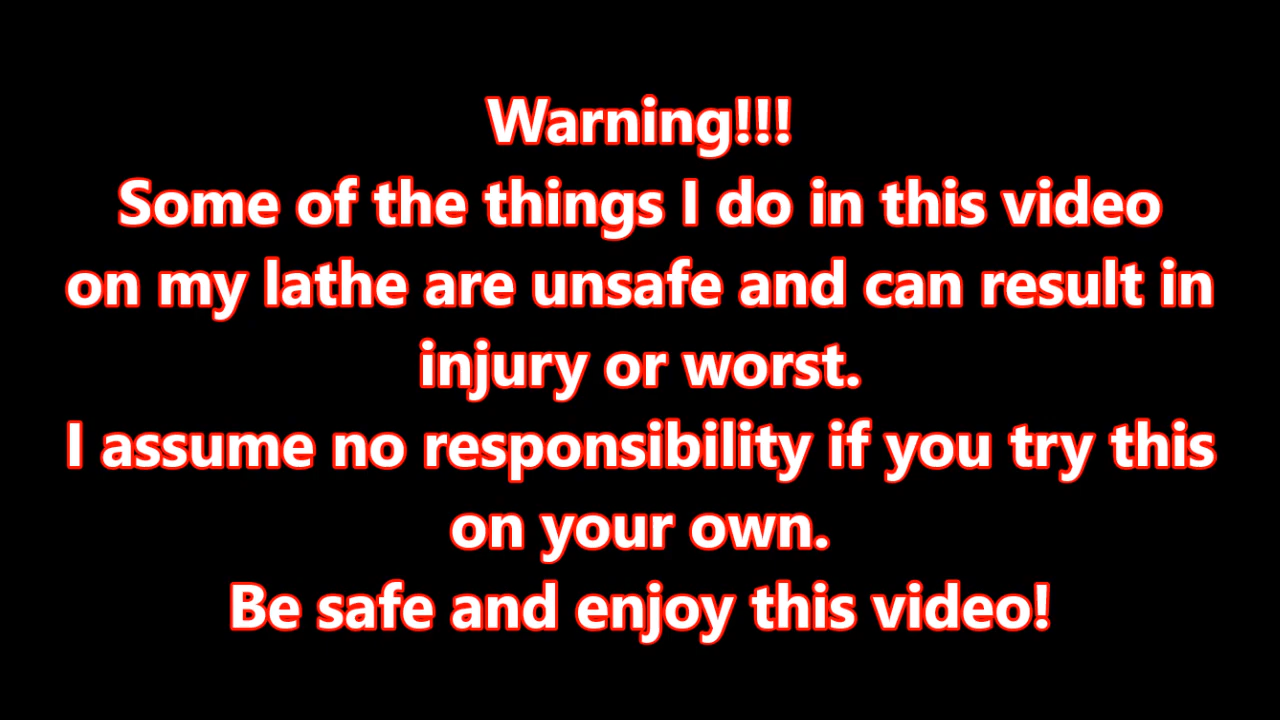 Warning!!!
Some of the things I do in this video
on my lathe are unsafe and can result in
injury or worst.
I assume no responsibility if you try this
on your own.
Be safe and enjoy this video!